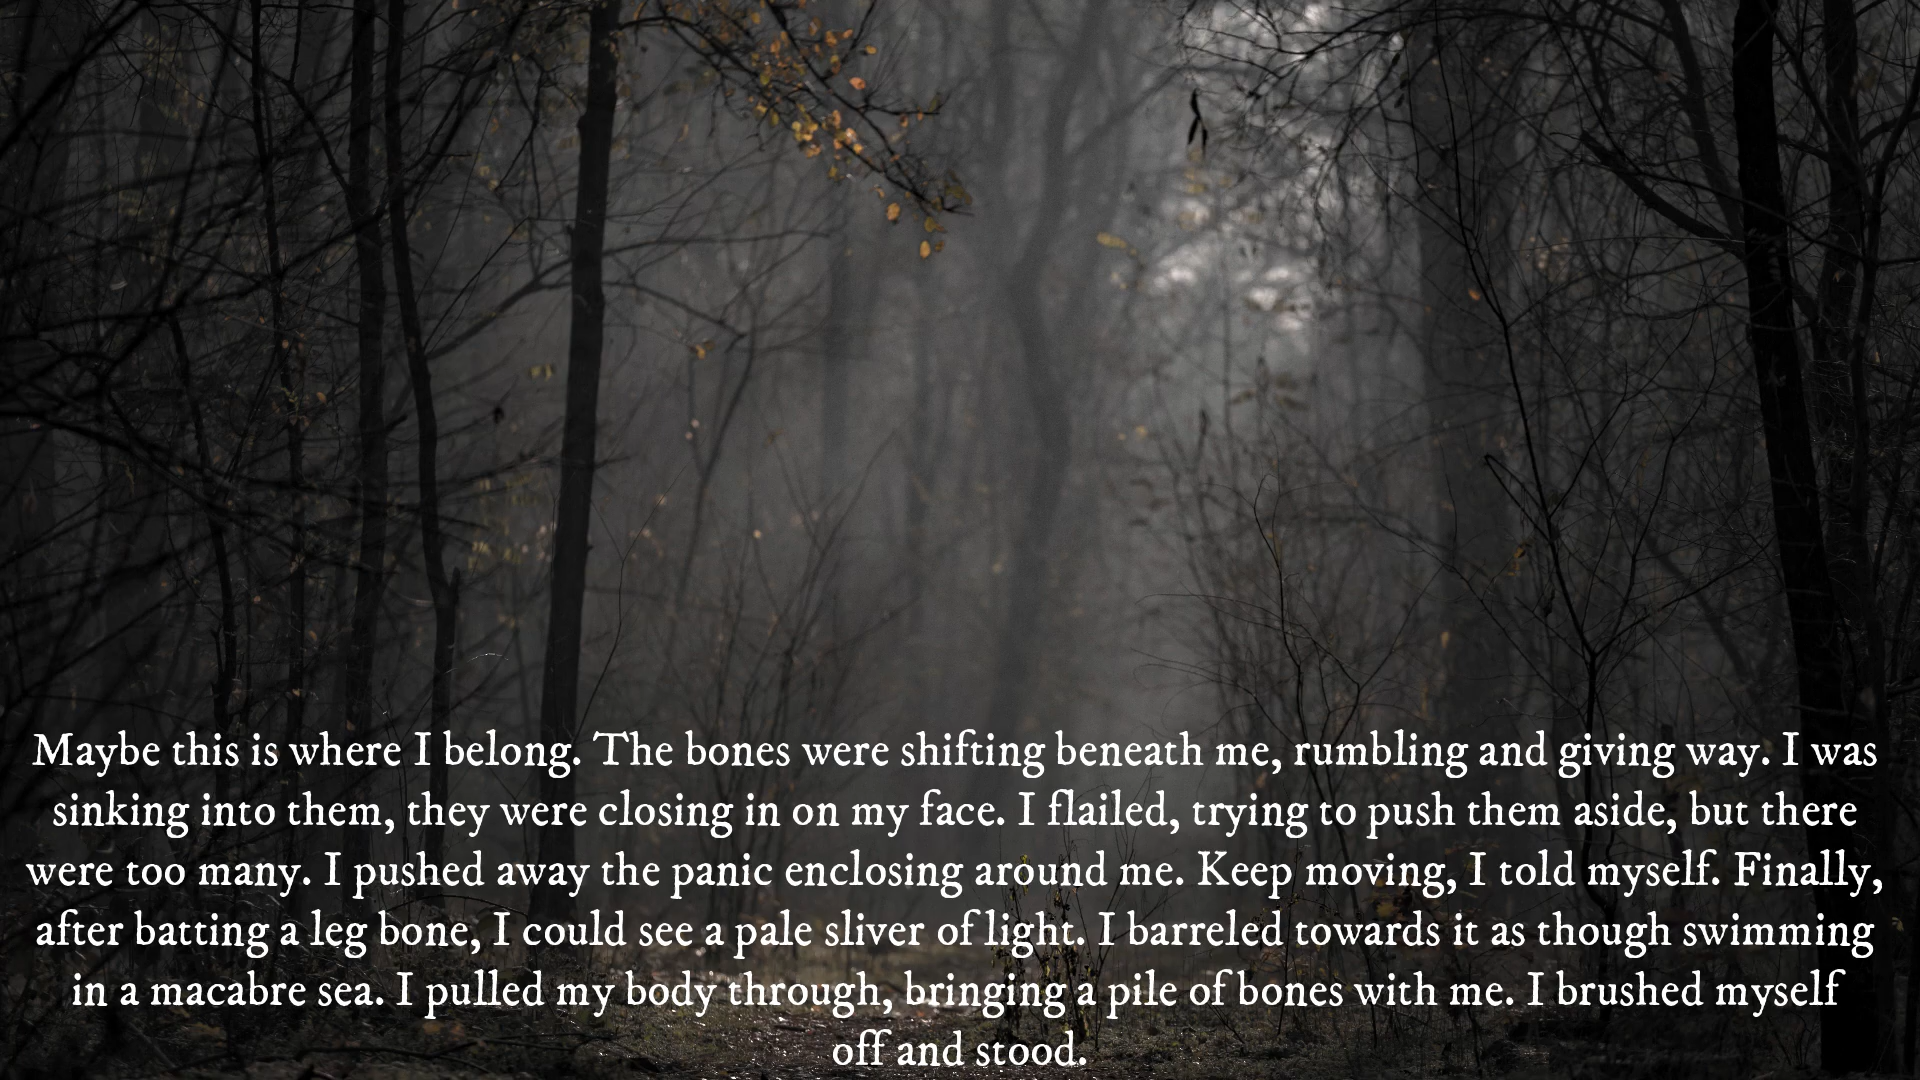 Maybe this is where I belong. The bones were shifting beneath me, rumbling and giving way. I was
sinking into them, they were closing in on my face. I flailed, trying to push them aside, but there
were too many. I pushed away the panic enclosing around me. Keep moving, I told myself. Finally,
after batting a leg bone, I could see a pale sliver of light. I barreled towards it as though swimming
in a macabre sea. I pulled my body through, bringing a pile of bones with me. I brushed myself
off and stood.